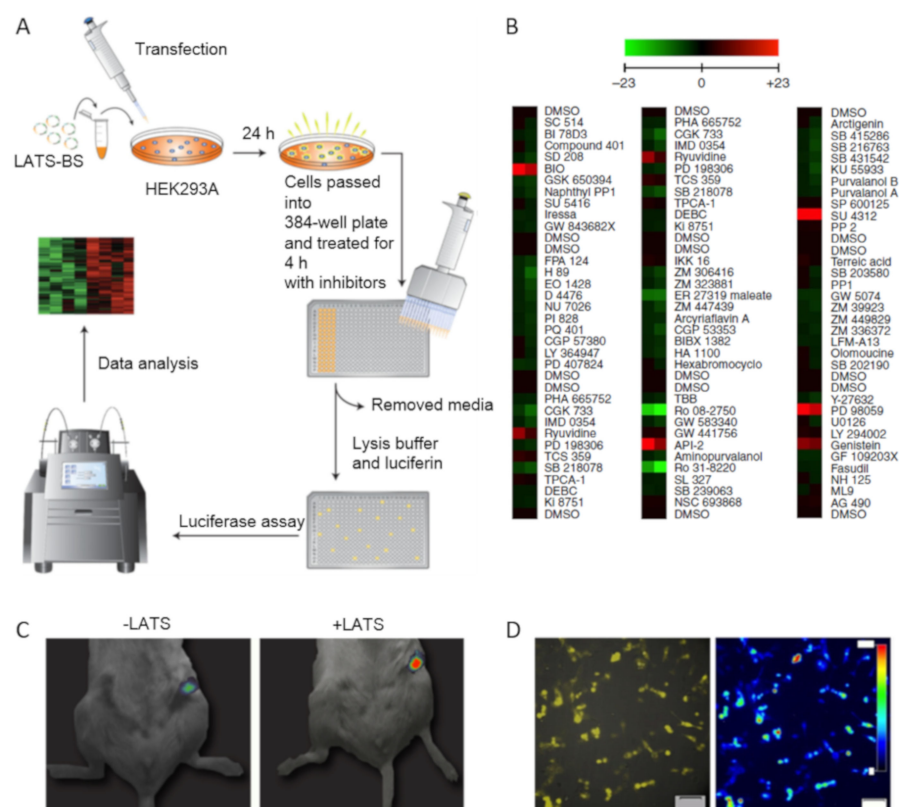 A
Transfection
LATS-BS
HEK293A
24 h
Cells passed
into
384-well plate
and treated for
4 h
with inhibitors
Data analysis
Removed media
Lysis buffer
and luciferin
Luciferase assay
B
−23 0 +23
DMSO
SC 514
BI 78D3
Compound 401
SD 208
BIO
GSK 650394
Naphthyl PP1
SU 5416
Iressa
GW 843682X
DMSO
DMSO
FPA 124
H 89
EO 1428
D 4476
NU 7026
PI 828
PQ 401
CGP 57380
LY 364947
PD 407824
DMSO
DMSO
PHA 665752
CGK 733
IMD 0354
Ryuvidine
PD 198306
TCS 359
SB 218078
TPCA-1
DEBC
Ki 8751
DMSO
DMSO
PHA 665752
CGK 733
IMD 0354
Ryuvidine
PD 198306
TCS 359
SB 218078
TPCA-1
DEBC
Ki 8751
DMSO
DMSO
IKK 16
ZM 306416
ZM 323881
ER 27319 maleate
ZM 447439
Arcyriaflavin A
CGP 53353
BIBX 1382
HA 1100
Hexabromocyclo
DMSO
DMSO
TBB
Ro 08-2750
GW 583340
GW 441756
API-2
Aminopurvalanol
Ro 31-8220
SL 327
SB 239063
NSC 693868
DMSO
DMSO
Arctigenin
SB 415286
SB 216763
SB 431542
KU 55933
Purvalanol B
Purvalanol A
SP 600125
SU 4312
PP 2
DMSO
DMSO
Terreic acid
SB 203580
PP1
GW 5074
ZM 39923
ZM 449829
ZM 336372
LFM-A13
Olomoucine
SB 202190
DMSO
DMSO
Y-27632
PD 98059
U0126
LY 294002
Genistein
GF 109203X
Fasudil
NH 125
ML9
AG 490
DMSO
C
-LATS
+LATS
D